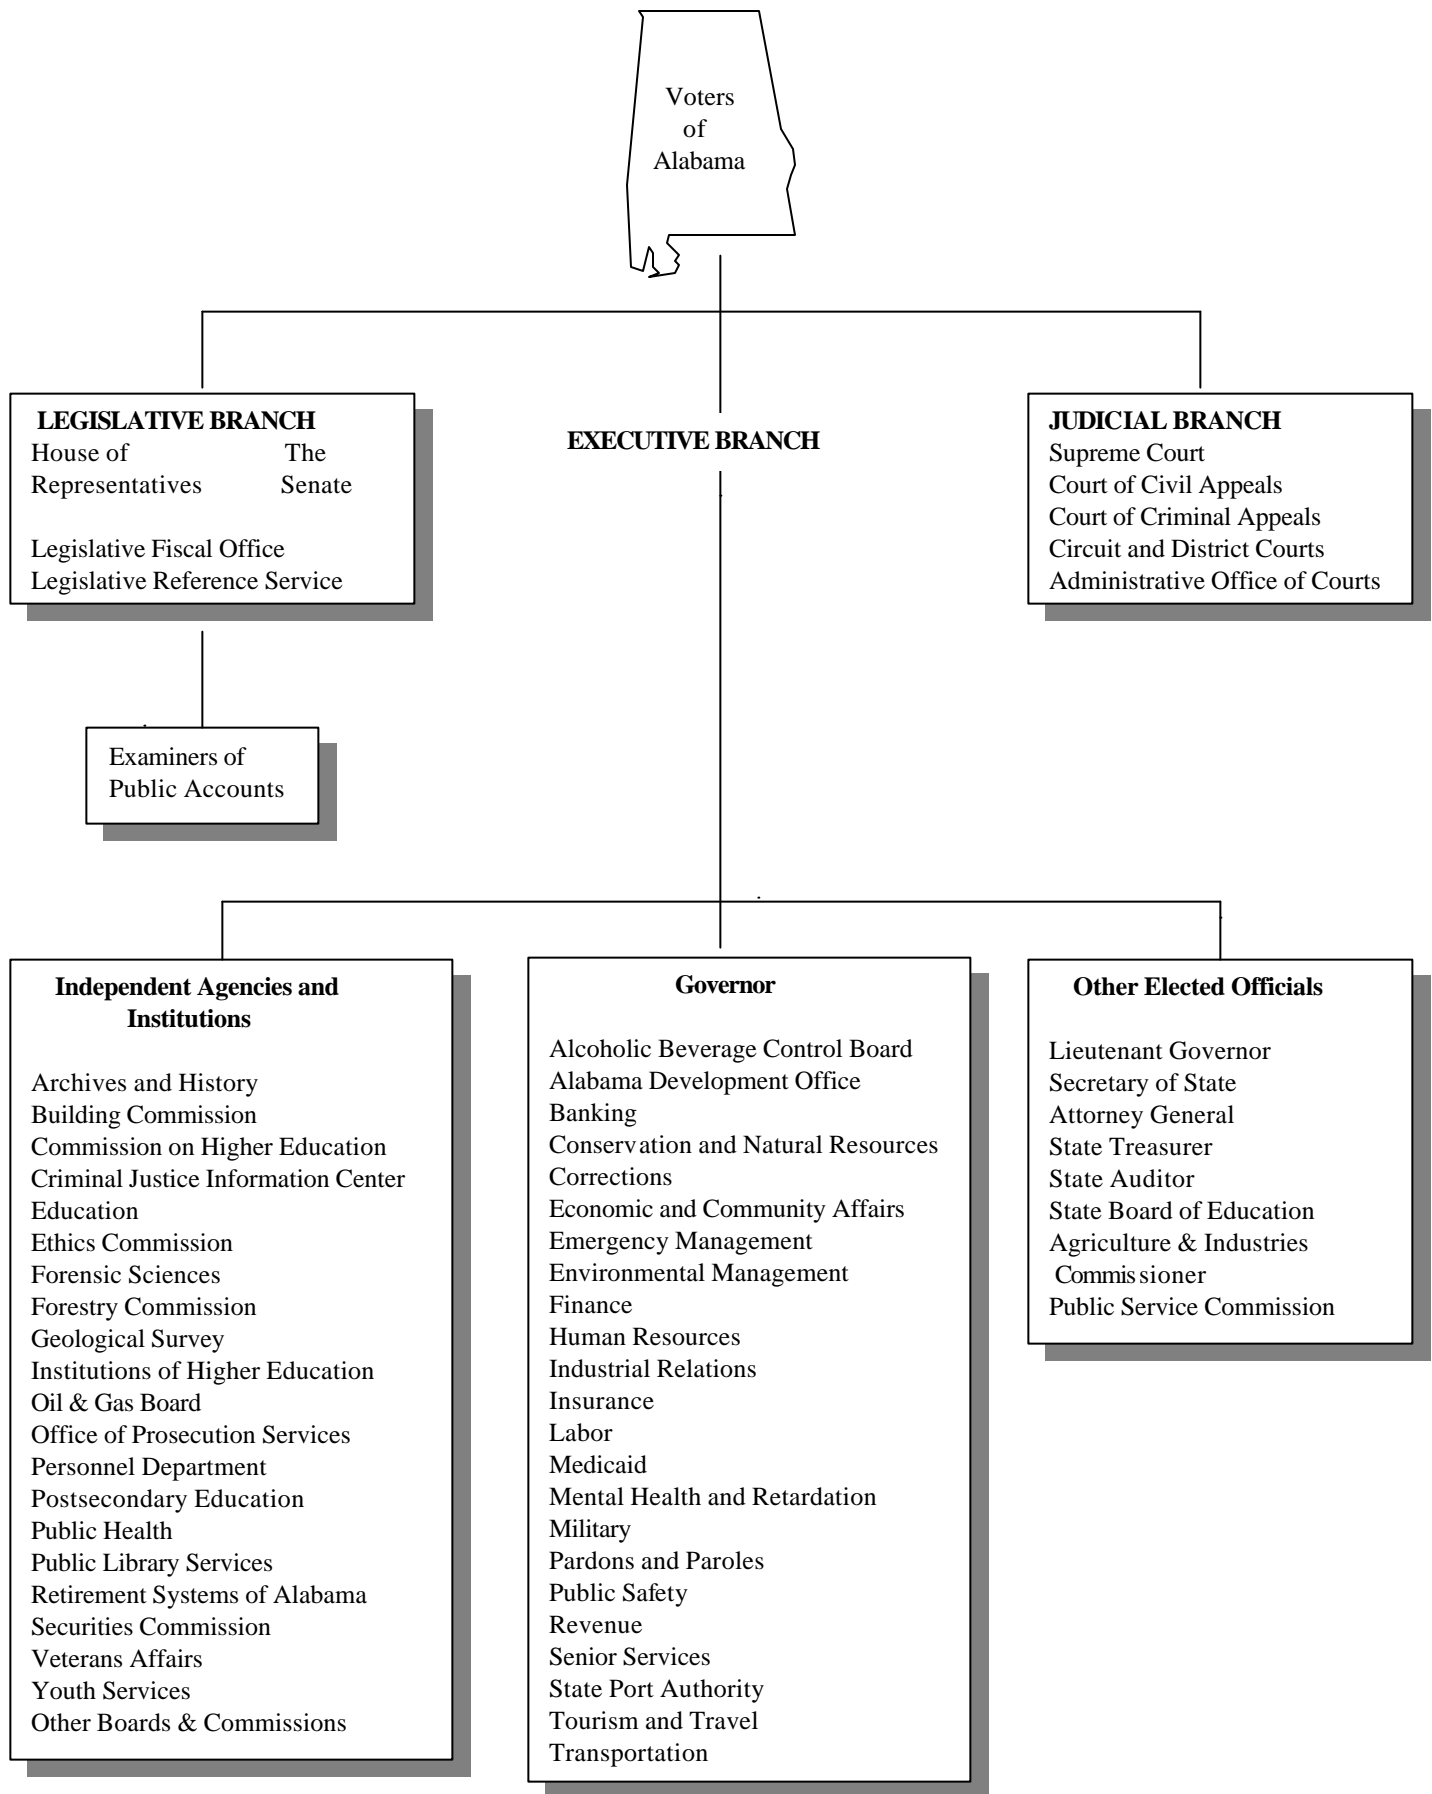 Voters
of
Alabama
LEGISLATIVE BRANCH
House of The
Representatives Senate
Legislative Fiscal Office
Legislative Reference Service
EXECUTIVE BRANCH
JUDICIAL BRANCH
Supreme Court
Court of Civil Appeals
Court of Criminal Appeals
Circuit and District Courts
Administrative Office of Courts
Examiners of
Public Accounts
Independent Agencies and
Institutions
Archives and History
Building Commission
Commission on Higher Education
Criminal Justice Information Center
Education
Ethics Commission
Forensic Sciences
Forestry Commission
Geological Survey
Institutions of Higher Education
Oil & Gas Board
Office of Prosecution Services
Personnel Department
Postsecondary Education
Public Health
Public Library Services
Retirement Systems of Alabama
Securities Commission
Veterans Affairs
Youth Services
Other Boards & Commissions
Governor
Alcoholic Beverage Control Board
Alabama Development Office
Banking
Conservation and Natural Resources
Corrections
Economic and Community Affairs
Emergency Management
Environmental Management
Finance
Human Resources
Industrial Relations
Insurance
Labor
Medicaid
Mental Health and Retardation
Military
Pardons and Paroles
Public Safety
Revenue
Senior Services
State Port Authority
Tourism and Travel
Transportation
Other Elected Officials
Lieutenant Governor
Secretary of State
Attorney General
State Treasurer
State Auditor
State Board of Education
Agriculture & Industries
Commissioner
Public Service Commission